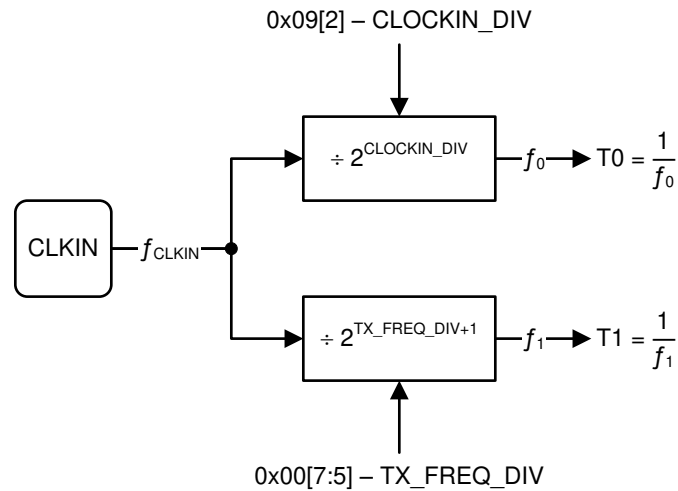 0x09[2] – CLOCKIN_DIV
÷ 2^CLOCKIN_DIV
f₀
T0 = 1/f₀
CLKIN
fCLKIN
÷ 2^TX_FREQ_DIV+1
f₁
T1 = 1/f₁
0x00[7:5] – TX_FREQ_DIV